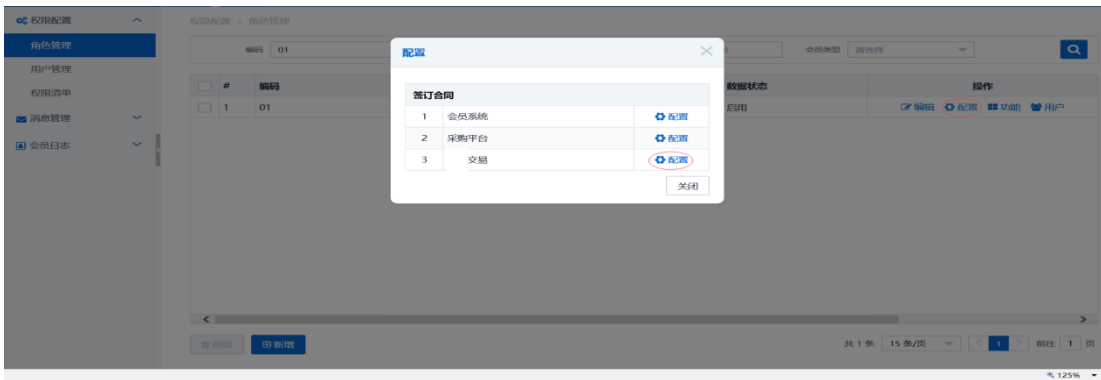 权限配置
角色管理
用户管理
权限清单
消息管理
会员日志
权限配置 > 角色管理
编码 01
会员类型 请选择
# 编码 数据状态 操作
1 01 启用 编辑 配置 功能 用户
配置
签订合同
1 会员系统 配置
2 采购平台 配置
3 交易 配置
关闭
删除 新增
共 1 条 15 条/页 1 前往 1 页
125%